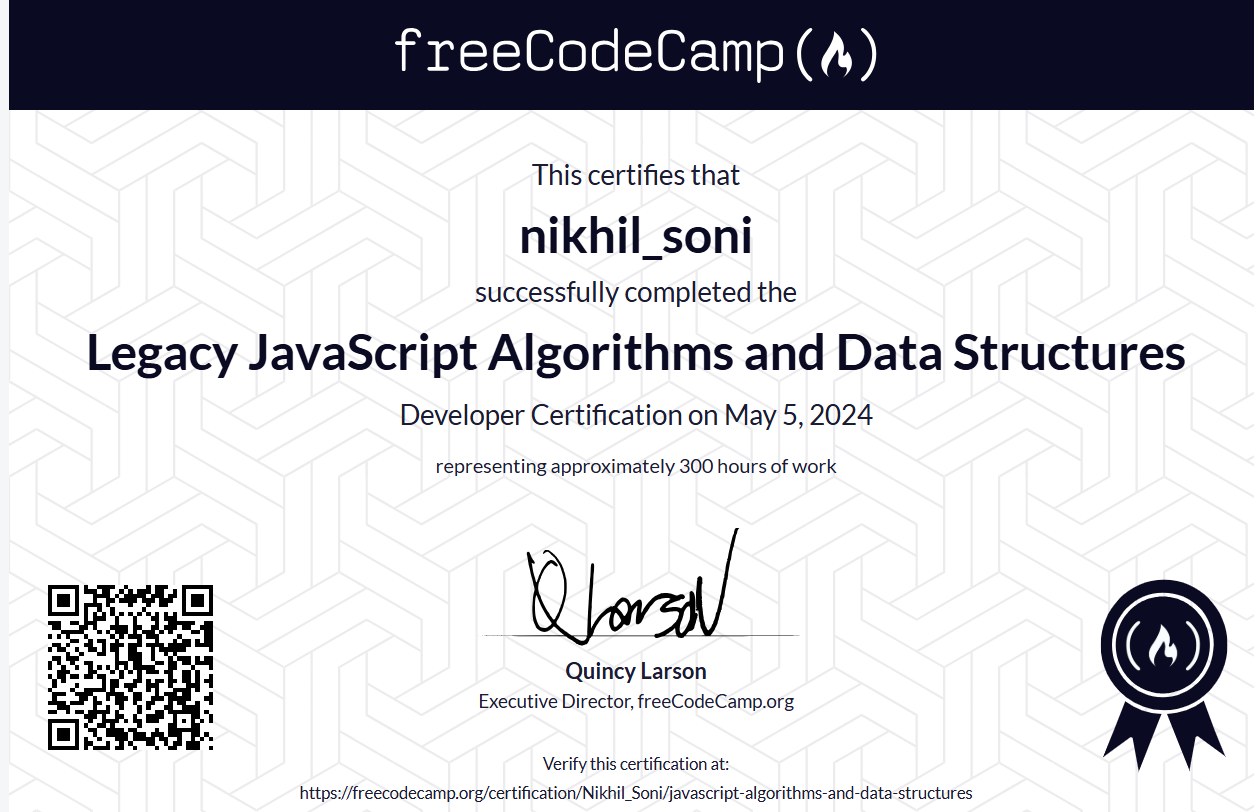 freeCodeCamp
This certifies that
nikhil_soni
successfully completed the
Legacy JavaScript Algorithms and Data Structures
Developer Certification on May 5, 2024
representing approximately 300 hours of work
Q Larson
Quincy Larson
Executive Director, freeCodeCamp.org
Verify this certification at:
https://freecodecamp.org/certification/Nikhil_Soni/javascript-algorithms-and-data-structures